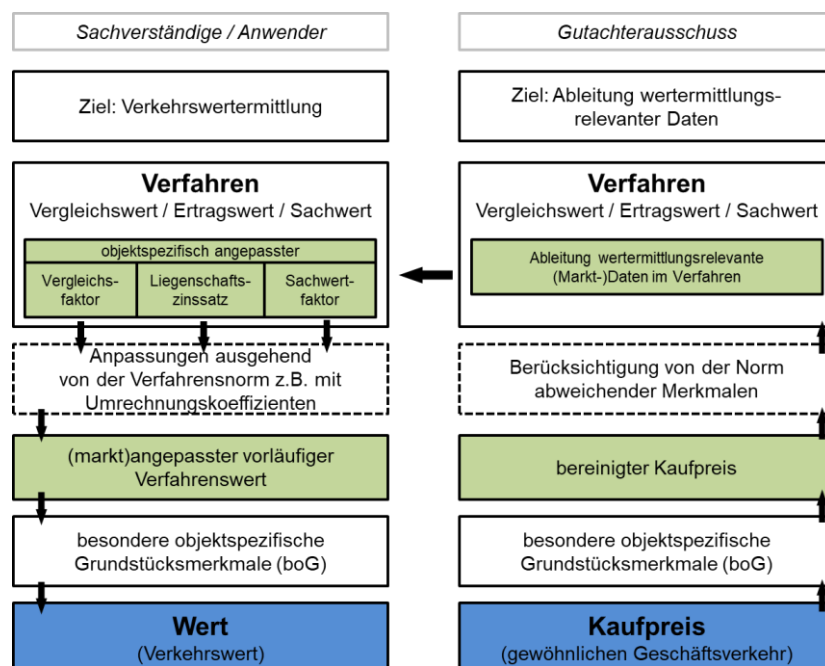 Sachverständige / Anwender
Ziel: Verkehrswertermittlung
Verfahren
Vergleichswert / Ertragswert / Sachwert
objektspezifisch angepasster
Vergleichs-
faktor
Liegenschafts-
zinssatz
Sachwert-
faktor
Anpassungen ausgehend
von der Verfahrensnorm z.B. mit
Umrechnungskoeffizienten
(markt)angepasster vorläufiger
Verfahrenswert
besondere objektspezifische
Grundstücksmerkmale (boG)
Wert
(Verkehrswert)
Gutachterausschuss
Ziel: Ableitung wertermittlungs-
relevanter Daten
Verfahren
Vergleichswert / Ertragswert / Sachwert
Ableitung wertermittlungsrelevante
(Markt-)Daten im Verfahren
Berücksichtigung von der Norm
abweichender Merkmalen
bereinigter Kaufpreis
besondere objektspezifische
Grundstücksmerkmale (boG)
Kaufpreis
(gewöhnlichen Geschäftsverkehr)